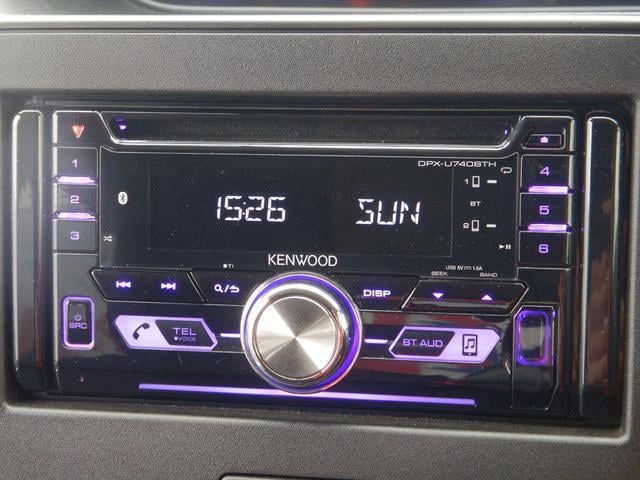 DPX-U740BTH
1
2
3
4
5
6
1
BT
2
15:26 SUN
■TI
KENWOOD
USB 5V 1.5A
SEEK BAND
DISP
SRC
TEL
■VOICE
BT AUD